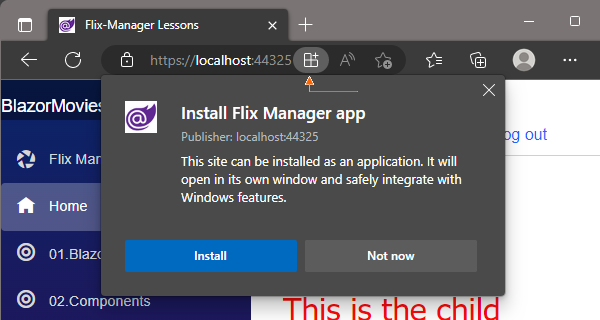 Flix-Manager Lessons
https://localhost:44325
BlazorMovies
Install Flix Manager app
Publisher: localhost:44325
og out
This site can be installed as an application. It will
open in its own window and safely integrate with
Windows features.
Flix Man
Home
Install
Not now
01.Blazo
02.Components
This is the child